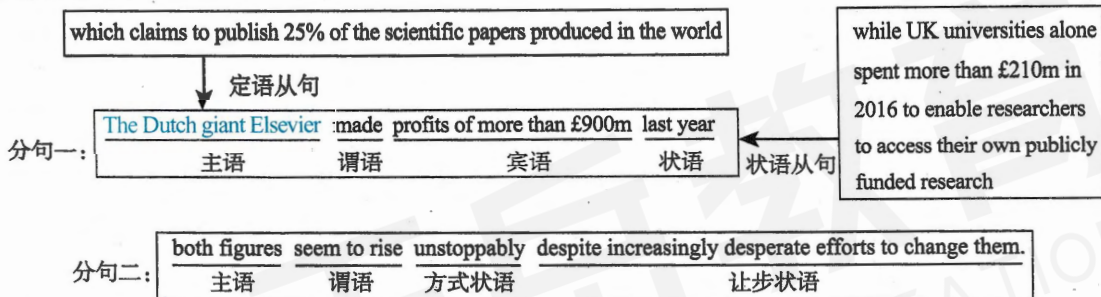 which claims to publish 25% of the scientific papers produced in the world
定语从句
while UK universities alone
spent more than £210m in
2016 to enable researchers
to access their own publicly
funded research
状语从句
分句一：
The Dutch giant Elsevier made profits of more than £900m last year
主语 谓语 宾语 状语
分句二：
both figures seem to rise unstoppably despite increasingly desperate efforts to change them.
主语 谓语 方式状语 让步状语